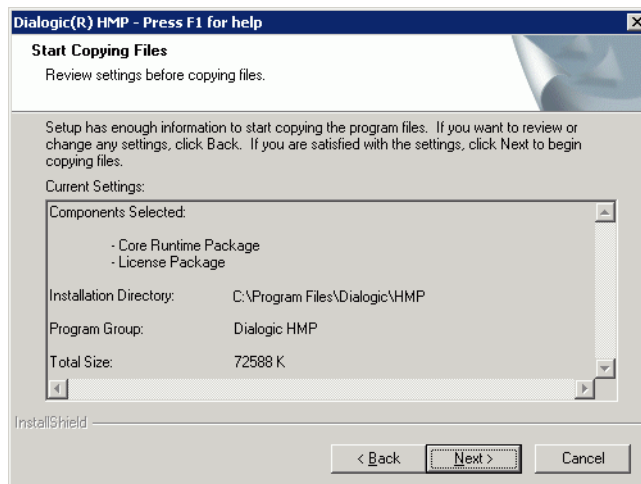 Dialogic(R) HMP - Press F1 for help
Start Copying Files
Review settings before copying files.
Setup has enough information to start copying the program files. If you want to review or
change any settings, click Back. If you are satisfied with the settings, click Next to begin
copying files.
Current Settings:
Components Selected:
- Core Runtime Package
- License Package
Installation Directory: C:\Program Files\Dialogic\HMP
Program Group: Dialogic HMP
Total Size: 72588 K
InstallShield
< Back Next > Cancel